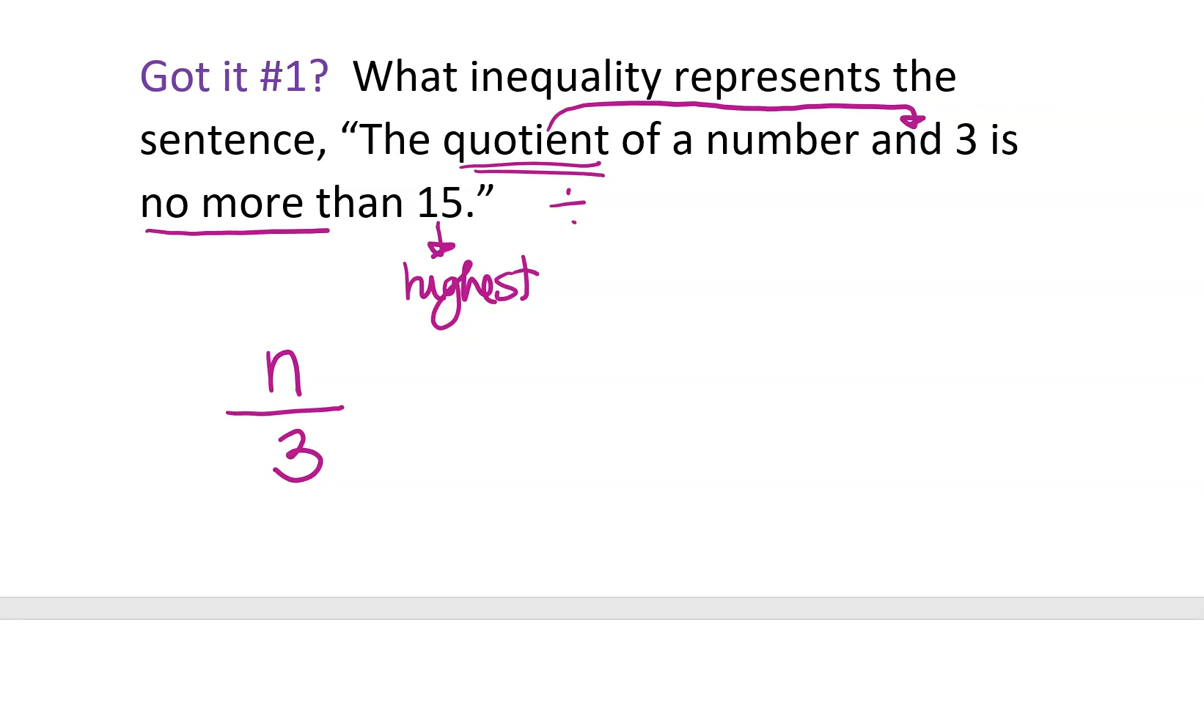 Got it #1? What inequality represents the
sentence, “The quotient of a number and 3 is
no more than 15.” ÷
highest
n
3